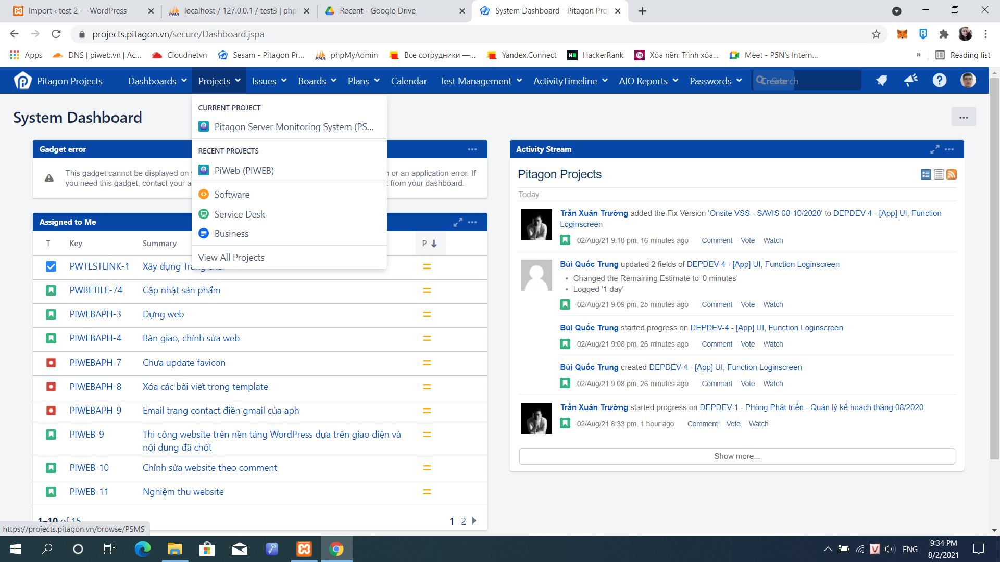 Import ‹ test 2 — WordPress
localhost / 127.0.0.1 / test3 | php
Recent - Google Drive
System Dashboard - Pitagon Proj
projects.pitagon.vn/secure/Dashboard.jspa
Apps
DNS | piweb.vn | Ac...
Cloudnetvn
Sesam - Pitagon Pr...
phpMyAdmin
Все сотрудники —...
Yandex.Connect
HackerRank
Xóa nền: Trình xóa...
Meet - P5N's Intern...
»
Reading list
Pitagon Projects
Dashboards
Projects
Issues
Boards
Plans
Calendar
Test Management
ActivityTimeline
AIO Reports
Passwords
Create
Search
System Dashboard
CURRENT PROJECT
Pitagon Server Monitoring System (PS...
RECENT PROJECTS
PiWeb (PIWEB)
Software
Service Desk
Business
View All Projects
Gadget error
This gadget cannot be displayed on
or an application error. If
you need this gadget, contact your a
from your dashboard.
Assigned to Me
T Key Summary P
PWTESTLINK-1 Xây dựng Trang chủ
PWBETILE-74 Cập nhật sản phẩm
PIWEBAPH-3 Dựng web
PIWEBAPH-4 Bàn giao, chỉnh sửa web
PIWEBAPH-7 Chưa update favicon
PIWEBAPH-8 Xóa các bài viết trong template
PIWEBAPH-9 Email trang contact điền gmail của aph
PIWEB-9 Thi công website trên nền tảng WordPress dựa trên giao diện và
nội dung đã chốt
PIWEB-10 Chỉnh sửa website theo comment
PIWEB-11 Nghiệm thu website
1–10 of 15
1 2
Activity Stream
Pitagon Projects
Today
Trần Xuân Trường added the Fix Version 'Onsite VSS - SAVIS 08-10/2020' to DEPDEV-4 - [App] UI, Function
Loginscreen
02/Aug/21 9:18 pm, 16 minutes ago Comment Vote Watch
Bùi Quốc Trung updated 2 fields of DEPDEV-4 - [App] UI, Function Loginscreen
• Changed the Remaining Estimate to '0 minutes'
• Logged '1 day'
02/Aug/21 9:09 pm, 25 minutes ago Comment Vote Watch
Bùi Quốc Trung started progress on DEPDEV-4 - [App] UI, Function Loginscreen
02/Aug/21 9:08 pm, 26 minutes ago Comment Vote Watch
Bùi Quốc Trung created DEPDEV-4 - [App] UI, Function Loginscreen
02/Aug/21 9:08 pm, 26 minutes ago Comment Vote Watch
Trần Xuân Trường started progress on DEPDEV-1 - Phòng Phát triển - Quản lý kế hoạch tháng 08/2020
02/Aug/21 8:33 pm, 1 hour ago Comment Vote Watch
Show more...
https://projects.pitagon.vn/browse/PSMS
ENG
9:34 PM
8/2/2021